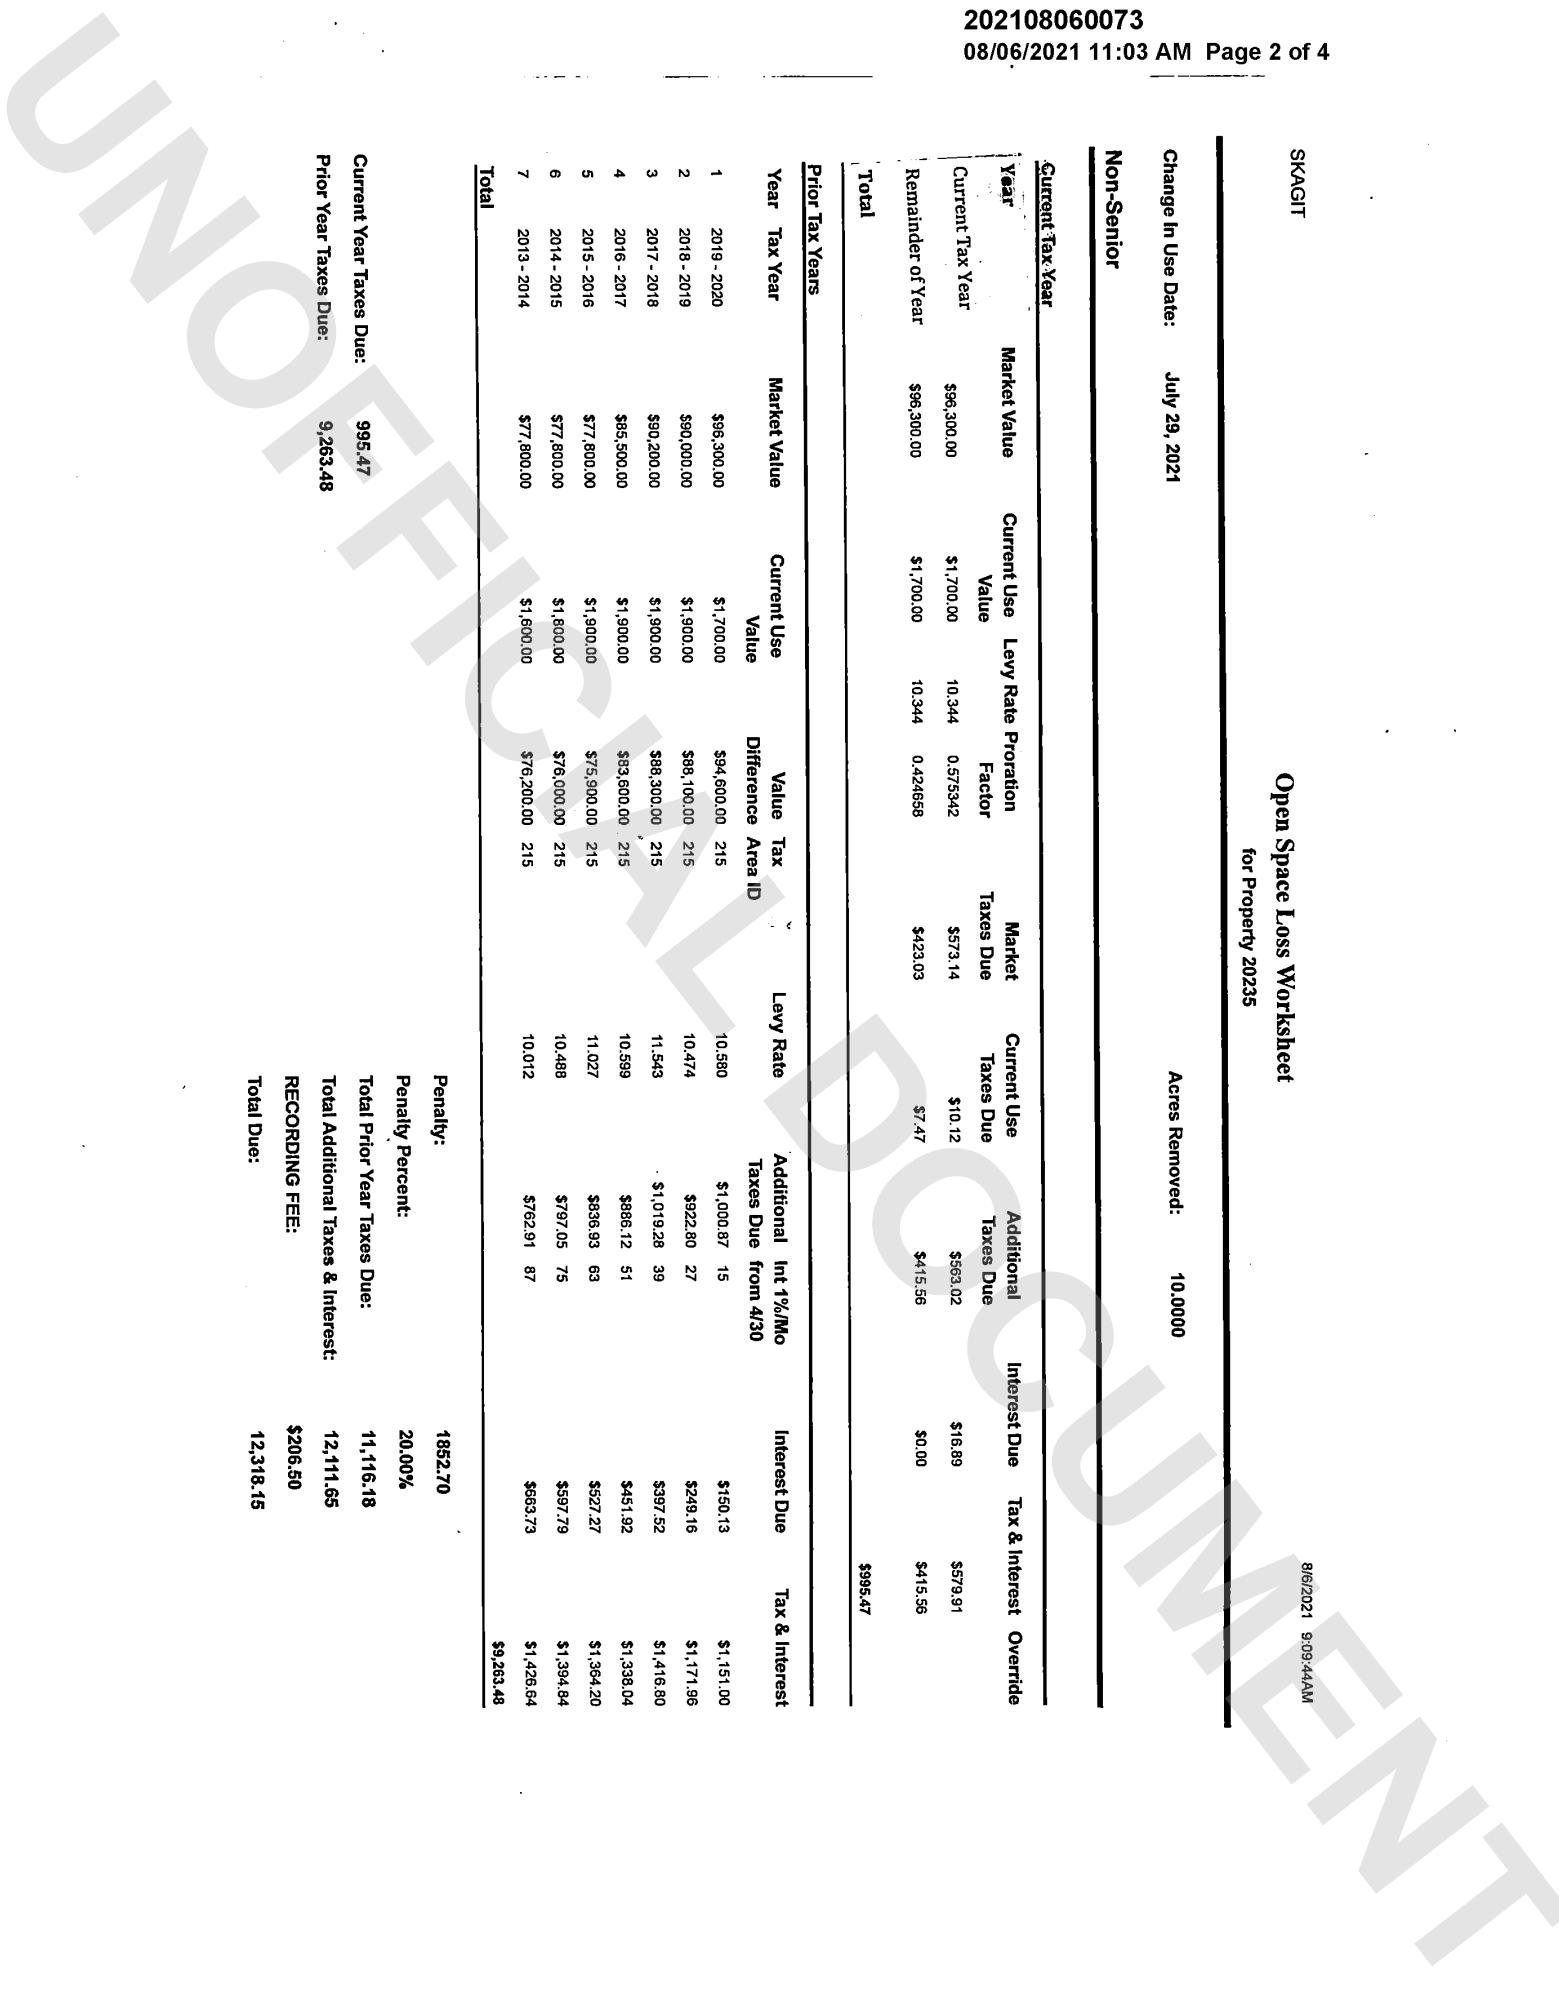 202108060073
08/06/2021 11:03 AM Page 2 of 4
SKAGIT
8/6/2021 9:09:44AM
Open Space Loss Worksheet
for Property 20235
Change In Use Date: July 29, 2021 Acres Removed: 10.0000
Non-Senior
Current Tax Year
Year Market Value Current Use Value Levy Rate Proration Factor Market Taxes Due Current Use Taxes Due Additional Taxes Due Interest Due Tax & Interest Override
Current Tax Year $96,300.00 $1,700.00 10.344 0.575342 $573.14 $10.12 $563.02 $16.89 $579.91
Remainder of Year $96,300.00 $1,700.00 10.344 0.424658 $423.03 $7.47 $415.56 $0.00 $415.56
Total $995.47
Prior Tax Years
Year Tax Year Market Value Current Use Value Value Difference Tax Area ID Levy Rate Additional Taxes Due Int 1%/Mo from 4/30 Interest Due Tax & Interest
1 2019 - 2020 $96,300.00 $1,700.00 $94,600.00 215 10.580 $1,000.87 15 $150.13 $1,151.00
2 2018 - 2019 $90,000.00 $1,900.00 $88,100.00 215 10.474 $922.80 27 $249.16 $1,171.96
3 2017 - 2018 $90,200.00 $1,900.00 $88,300.00 215 11.543 $1,019.28 39 $397.52 $1,416.80
4 2016 - 2017 $85,500.00 $1,900.00 $83,600.00 215 10.599 $886.12 51 $451.92 $1,338.04
5 2015 - 2016 $77,800.00 $1,900.00 $75,900.00 215 11.027 $836.93 63 $527.27 $1,364.20
6 2014 - 2015 $77,800.00 $1,800.00 $76,000.00 215 10.488 $797.05 75 $597.79 $1,394.84
7 2013 - 2014 $77,800.00 $1,600.00 $76,200.00 215 10.012 $762.91 87 $663.73 $1,426.64
Total $9,263.48
Penalty: 1852.70
Penalty Percent: 20.00%
Current Year Taxes Due: 995.47 Total Prior Year Taxes Due: 11,116.18
Prior Year Taxes Due: 9,263.48 Total Additional Taxes & Interest: 12,111.65
RECORDING FEE: $206.50
Total Due: 12,318.15
UNOFFICIAL DOCUMENT